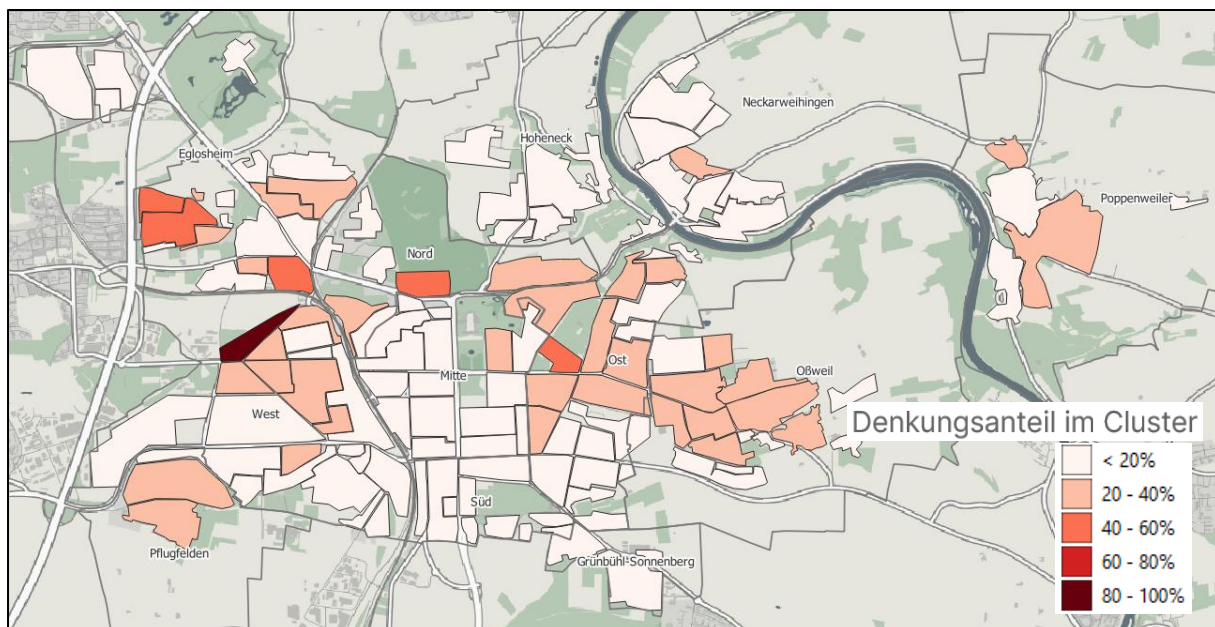 Neckarweihingen
Hoheneck
Eglosheim
Poppenweiler
Nord
Ost
Mitte
Oßweil
West
Denkungsanteil im Cluster
< 20%
20 - 40%
40 - 60%
60 - 80%
80 - 100%
Süd
Pflugfelden
Grünbühl-Sonnenberg